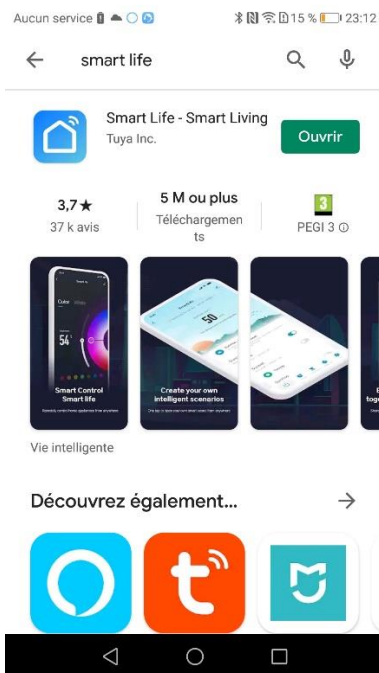 Aucun service 15 % 23:12
smart life
Smart Life - Smart Living
Tuya Inc.
Ouvrir
3,7★
37 k avis
5 M ou plus
Téléchargemen
ts
3
PEGI 3
Smart Control
Smart life
Create your own
intelligent scenarios
Vie intelligente
Découvrez également...